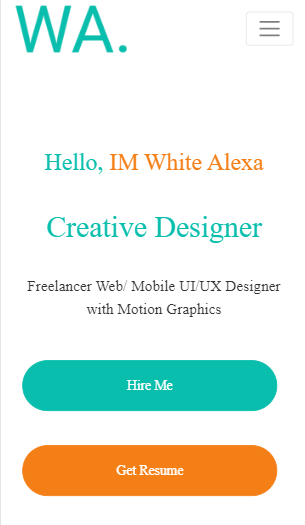 WA.
Hello, IM White Alexa
Creative Designer
Freelancer Web/ Mobile UI/UX Designer
with Motion Graphics
Hire Me
Get Resume